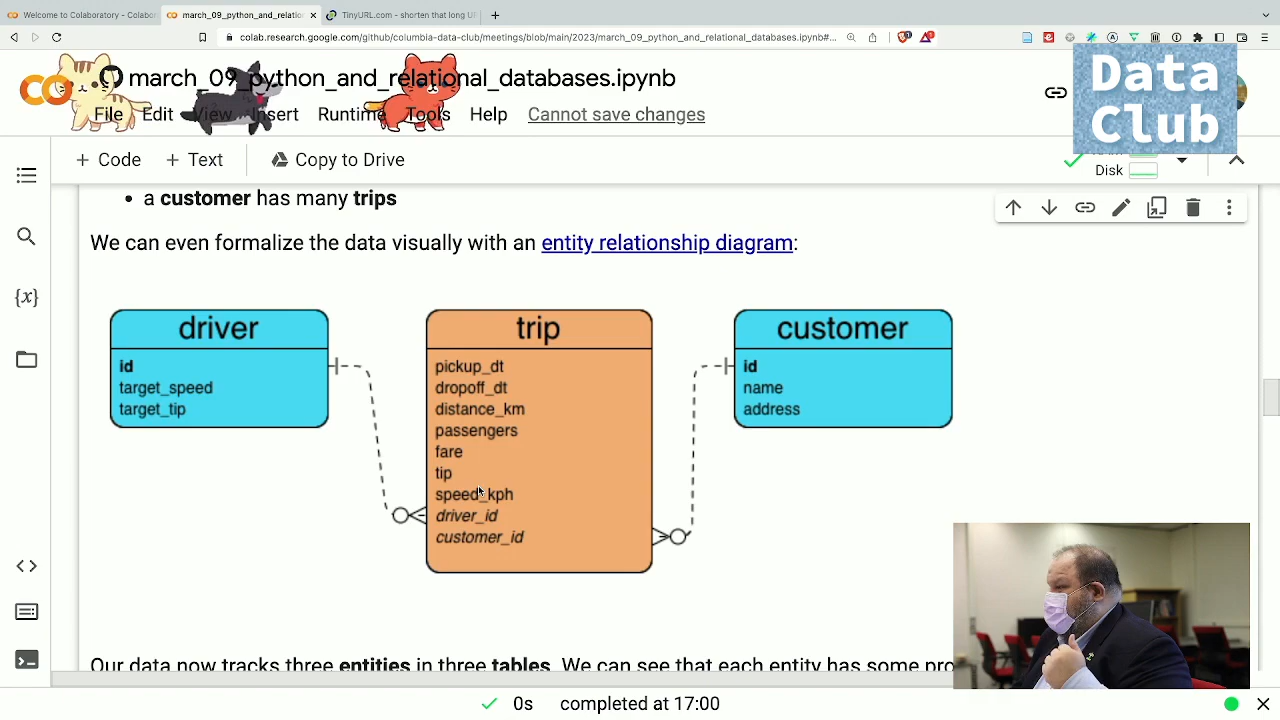 Welcome to Colaboratory - Colabor
march_09_python_and_relatio
TinyURL.com - shorten that long U
colab.research.google.com/github/columbia-data-club/meetings/blob/main/2023/march_09_python_and_relational_databases.ipynb#...
march_09_python_and_relational_databases.ipynb
File Edit View Insert Runtime Tools Help Cannot save changes
Data
Club
+ Code + Text Copy to Drive
Disk
• a customer has many trips
We can even formalize the data visually with an entity relationship diagram:
{x}
driver
id
target_speed
target_tip
trip
pickup_dt
dropoff_dt
distance_km
passengers
fare
tip
speed_kph
driver_id
customer_id
customer
id
name
address
Our data now tracks three entities in three tables. We can see that each entity has some pro
0s completed at 17:00